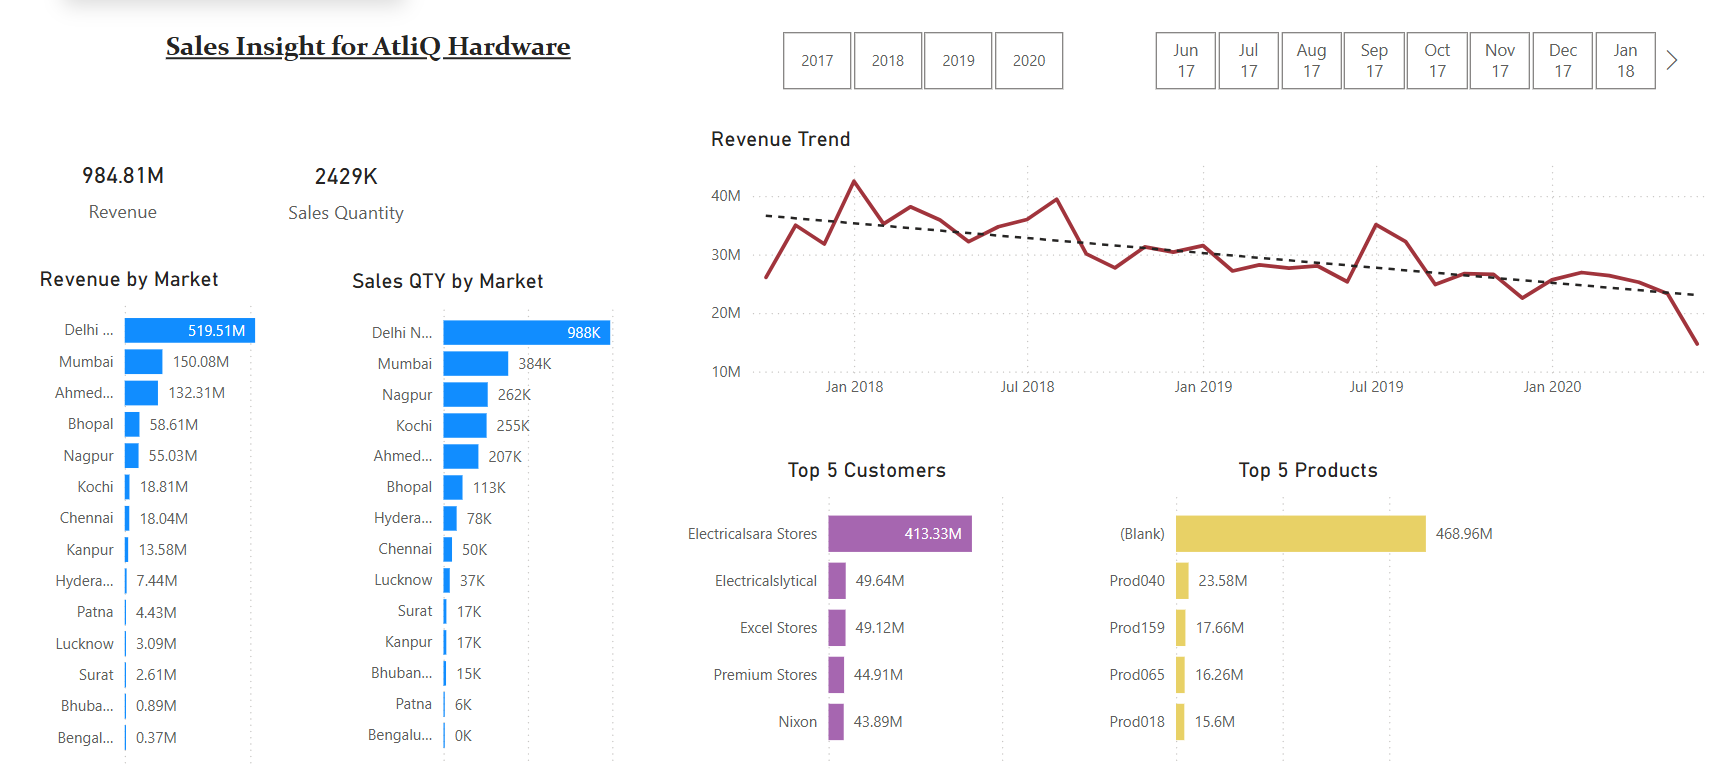 Sales Insight for AtliQ Hardware
2017 2018 2019 2020
Jun 17 Jul 17 Aug 17 Sep 17 Oct 17 Nov 17 Dec 17 Jan 18
984.81M
Revenue
2429K
Sales Quantity
Revenue Trend
40M
30M
20M
10M
Jan 2018 Jul 2018 Jan 2019 Jul 2019 Jan 2020
Revenue by Market
Delhi ... 519.51M
Mumbai 150.08M
Ahmed... 132.31M
Bhopal 58.61M
Nagpur 55.03M
Kochi 18.81M
Chennai 18.04M
Kanpur 13.58M
Hydera... 7.44M
Patna 4.43M
Lucknow 3.09M
Surat 2.61M
Bhuba... 0.89M
Bengal... 0.37M
Sales QTY by Market
Delhi N... 988K
Mumbai 384K
Nagpur 262K
Kochi 255K
Ahmed... 207K
Bhopal 113K
Hydera... 78K
Chennai 50K
Lucknow 37K
Surat 17K
Kanpur 17K
Bhuban... 15K
Patna 6K
Bengalu... 0K
Top 5 Customers
Electricalsara Stores 413.33M
Electricalslytical 49.64M
Excel Stores 49.12M
Premium Stores 44.91M
Nixon 43.89M
Top 5 Products
(Blank) 468.96M
Prod040 23.58M
Prod159 17.66M
Prod065 16.26M
Prod018 15.6M